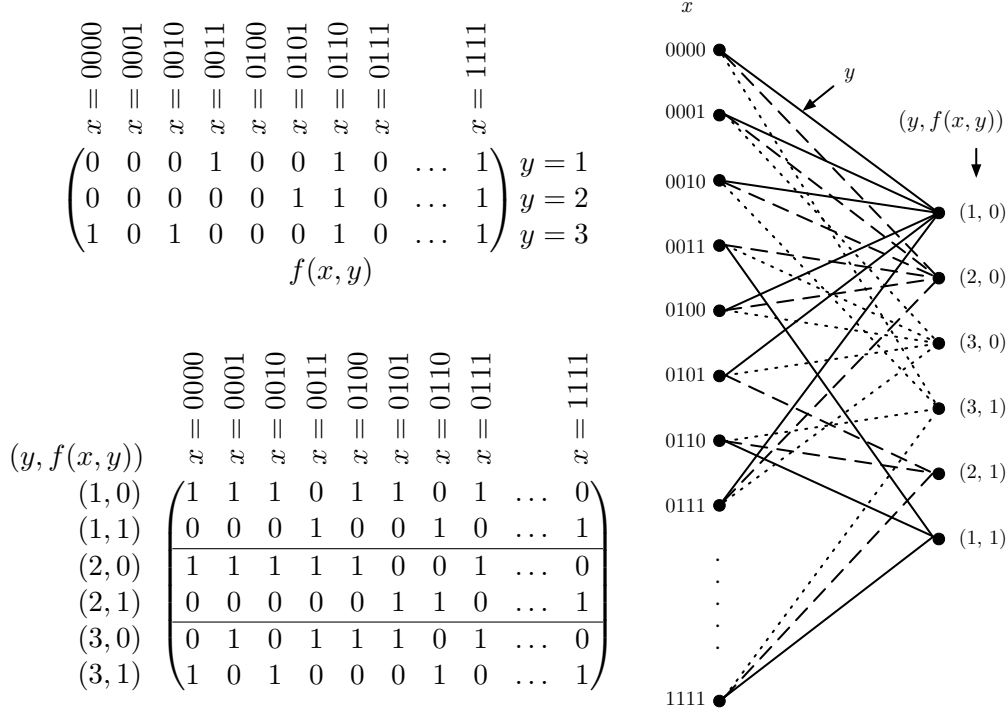 x = 0000
x = 0001
x = 0010
x = 0011
x = 0100
x = 0101
x = 0110
x = 0111
x = 1111
0 0 0 1 0 0 1 0 … 1 y = 1
0 0 0 0 0 1 1 0 … 1 y = 2
1 0 1 0 0 0 1 0 … 1 y = 3
f(x, y)
x = 0000
x = 0001
x = 0010
x = 0011
x = 0100
x = 0101
x = 0110
x = 0111
x = 1111
(y, f(x, y))
(1, 0) 1 1 1 0 1 1 0 1 … 0
(1, 1) 0 0 0 1 0 0 1 0 … 1
(2, 0) 1 1 1 1 1 0 0 1 … 0
(2, 1) 0 0 0 0 0 1 1 0 … 1
(3, 0) 0 1 0 1 1 1 0 1 … 0
(3, 1) 1 0 1 0 0 0 1 0 … 1
x
0000
0001
0010
0011
0100
0101
0110
0111
1111
y
(y, f(x, y))
(1, 0)
(2, 0)
(3, 0)
(3, 1)
(2, 1)
(1, 1)